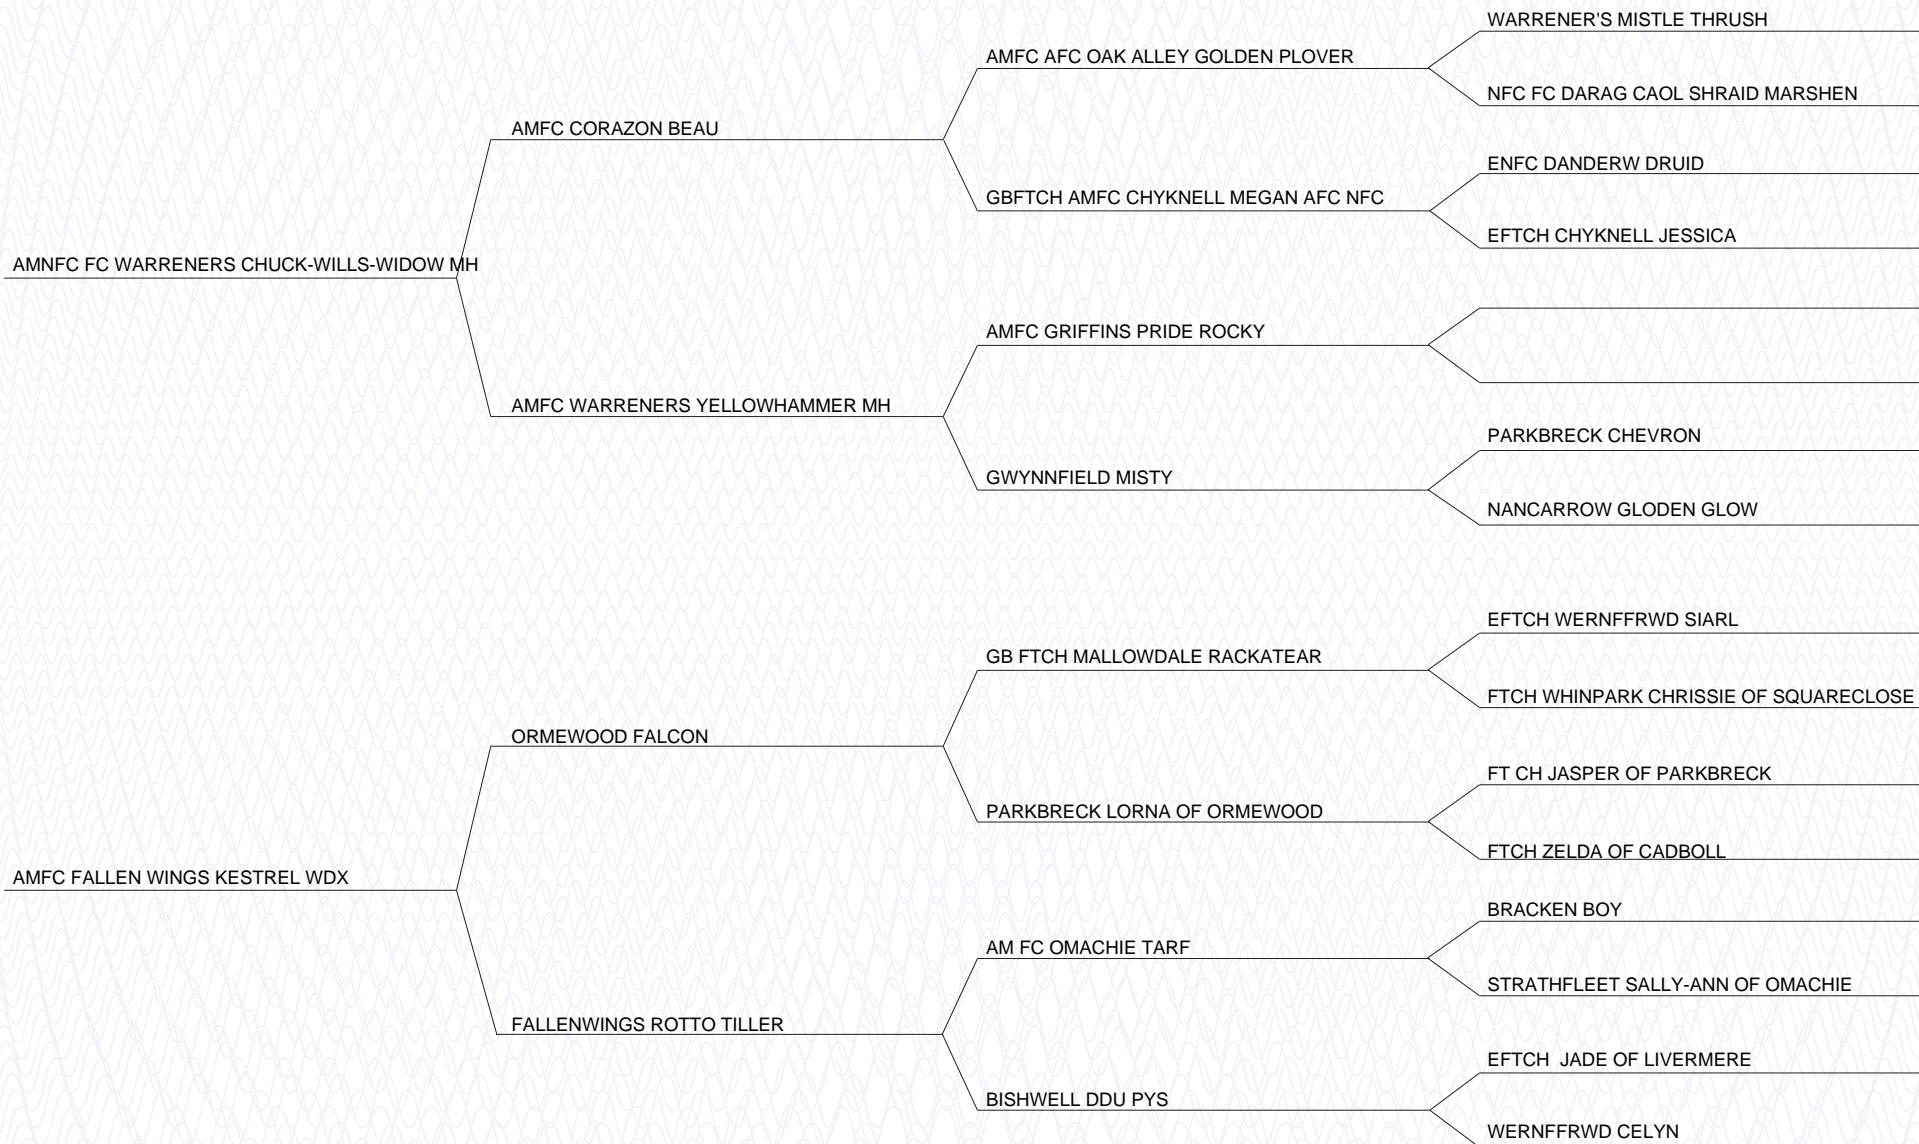 WARRENER'S MISTLE THRUSH
AMFC AFC OAK ALLEY GOLDEN PLOVER
NFC FC DARAG CAOL SHRAID MARSHEN
AMFC CORAZON BEAU
ENFC DANDERW DRUID
GBFTCH AMFC CHYKNELL MEGAN AFC NFC
EFTCH CHYKNELL JESSICA
AMNFC FC WARRENERS CHUCK-WILLS-WIDOW MH
AMFC GRIFFINS PRIDE ROCKY
AMFC WARRENERS YELLOWHAMMER MH
PARKBRECK CHEVRON
GWYNNFIELD MISTY
NANCARROW GLODEN GLOW
EFTCH WERNFFRWD SIARL
GB FTCH MALLOWDALE RACKATEAR
FTCH WHINPARK CHRISSIE OF SQUARECLOSE
ORMEWOOD FALCON
FT CH JASPER OF PARKBRECK
PARKBRECK LORNA OF ORMEWOOD
FTCH ZELDA OF CADBOLL
AMFC FALLEN WINGS KESTREL WDX
BRACKEN BOY
AM FC OMACHIE TARF
STRATHFLEET SALLY-ANN OF OMACHIE
FALLENWINGS ROTTO TILLER
EFTCH  JADE OF LIVERMERE
BISHWELL DDU PYS
WERNFFRWD CELYN